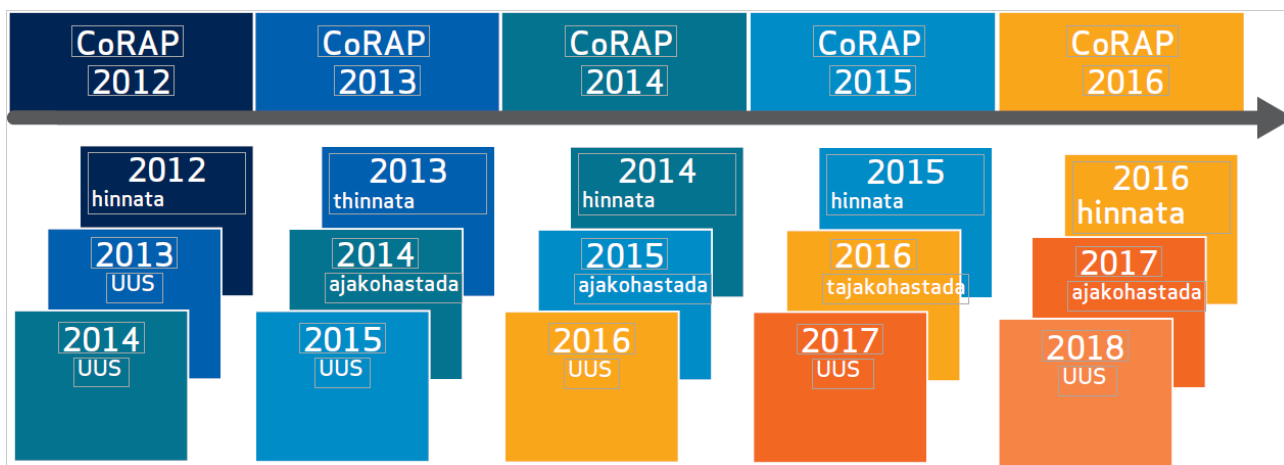 CoRAP
2012
CoRAP
2013
CoRAP
2014
CoRAP
2015
CoRAP
2016
2012
hinnata
2013
UUS
2014
UUS
2013
thinnata
2014
ajakohastada
2015
UUS
2014
hinnata
2015
ajakohastada
2016
UUS
2015
hinnata
2016
tajakohastada
2017
UUS
2016
hinnata
2017
ajakohastada
2018
UUS